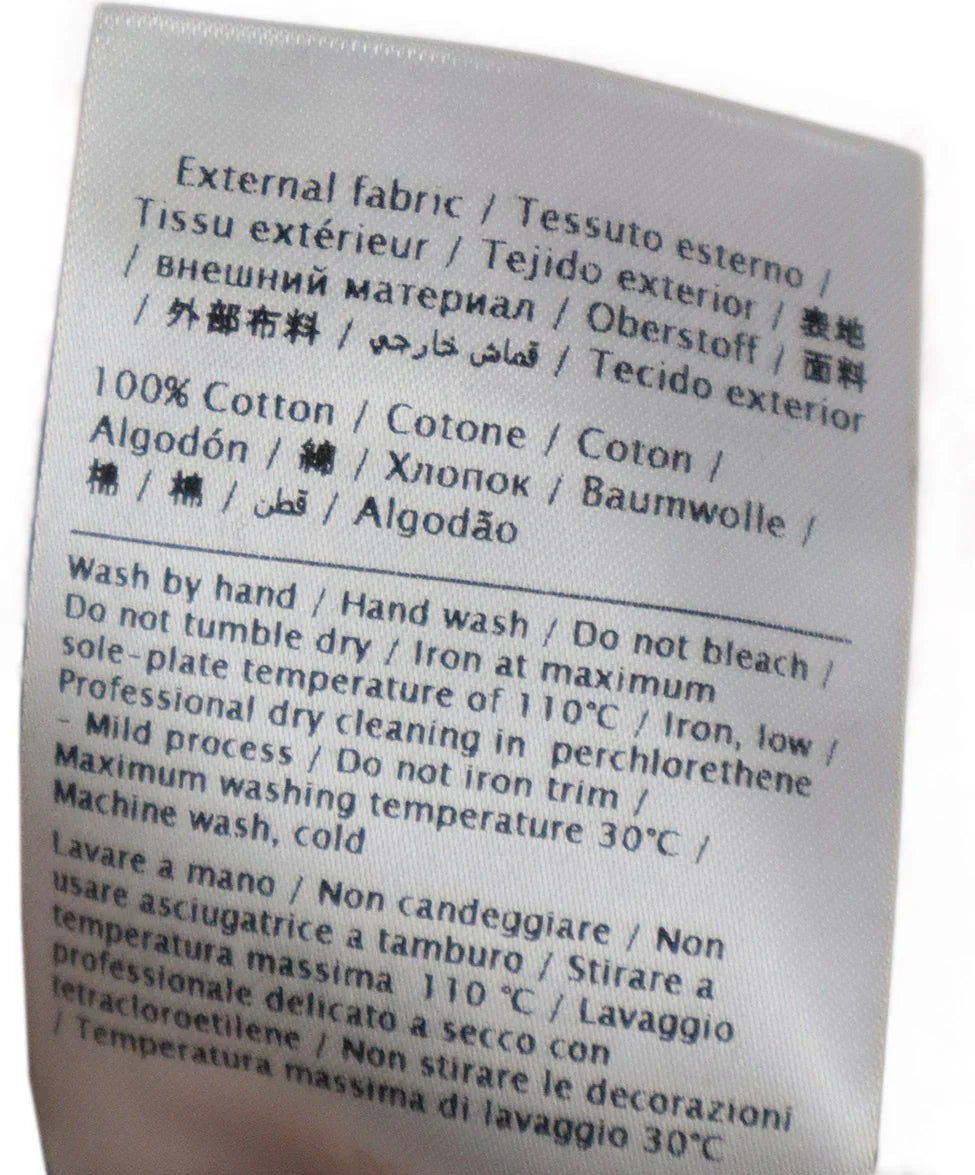 External fabric / Tessuto esterno /
Tissu extérieur / Tejido exterior / 表地
/ внешний материал / Oberstoff / 面料
/ 外部布料 / قماش خارجي / Tecido exterior
100% Cotton / Cotone / Coton /
Algodón / 綿 / Хлопок / Baumwolle /
棉 / 棉 / قطن / Algodão
Wash by hand / Hand wash / Do not bleach /
Do not tumble dry / Iron at maximum
sole-plate temperature of 110°C / Iron, low /
Professional dry cleaning in perchlorethene
- Mild process / Do not iron trim /
Maximum washing temperature 30°C /
Machine wash, cold
Lavare a mano / Non candeggiare / Non
usare asciugatrice a tamburo / Stirare a
temperatura massima 110 °C / Lavaggio
professionale delicato a secco con
tetracloroetilene / Non stirare le decorazioni
/ Temperatura massima di lavaggio 30°C